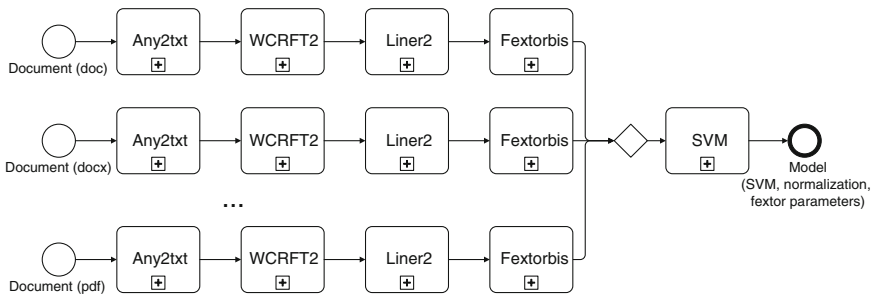 Any2txt WCRFT2 Liner2 Fextorbis
Document (doc)
Any2txt WCRFT2 Liner2 Fextorbis SVM
Document (docx)
Model
(SVM, normalization,
fextor parameters)
...
Any2txt WCRFT2 Liner2 Fextorbis
Document (pdf)